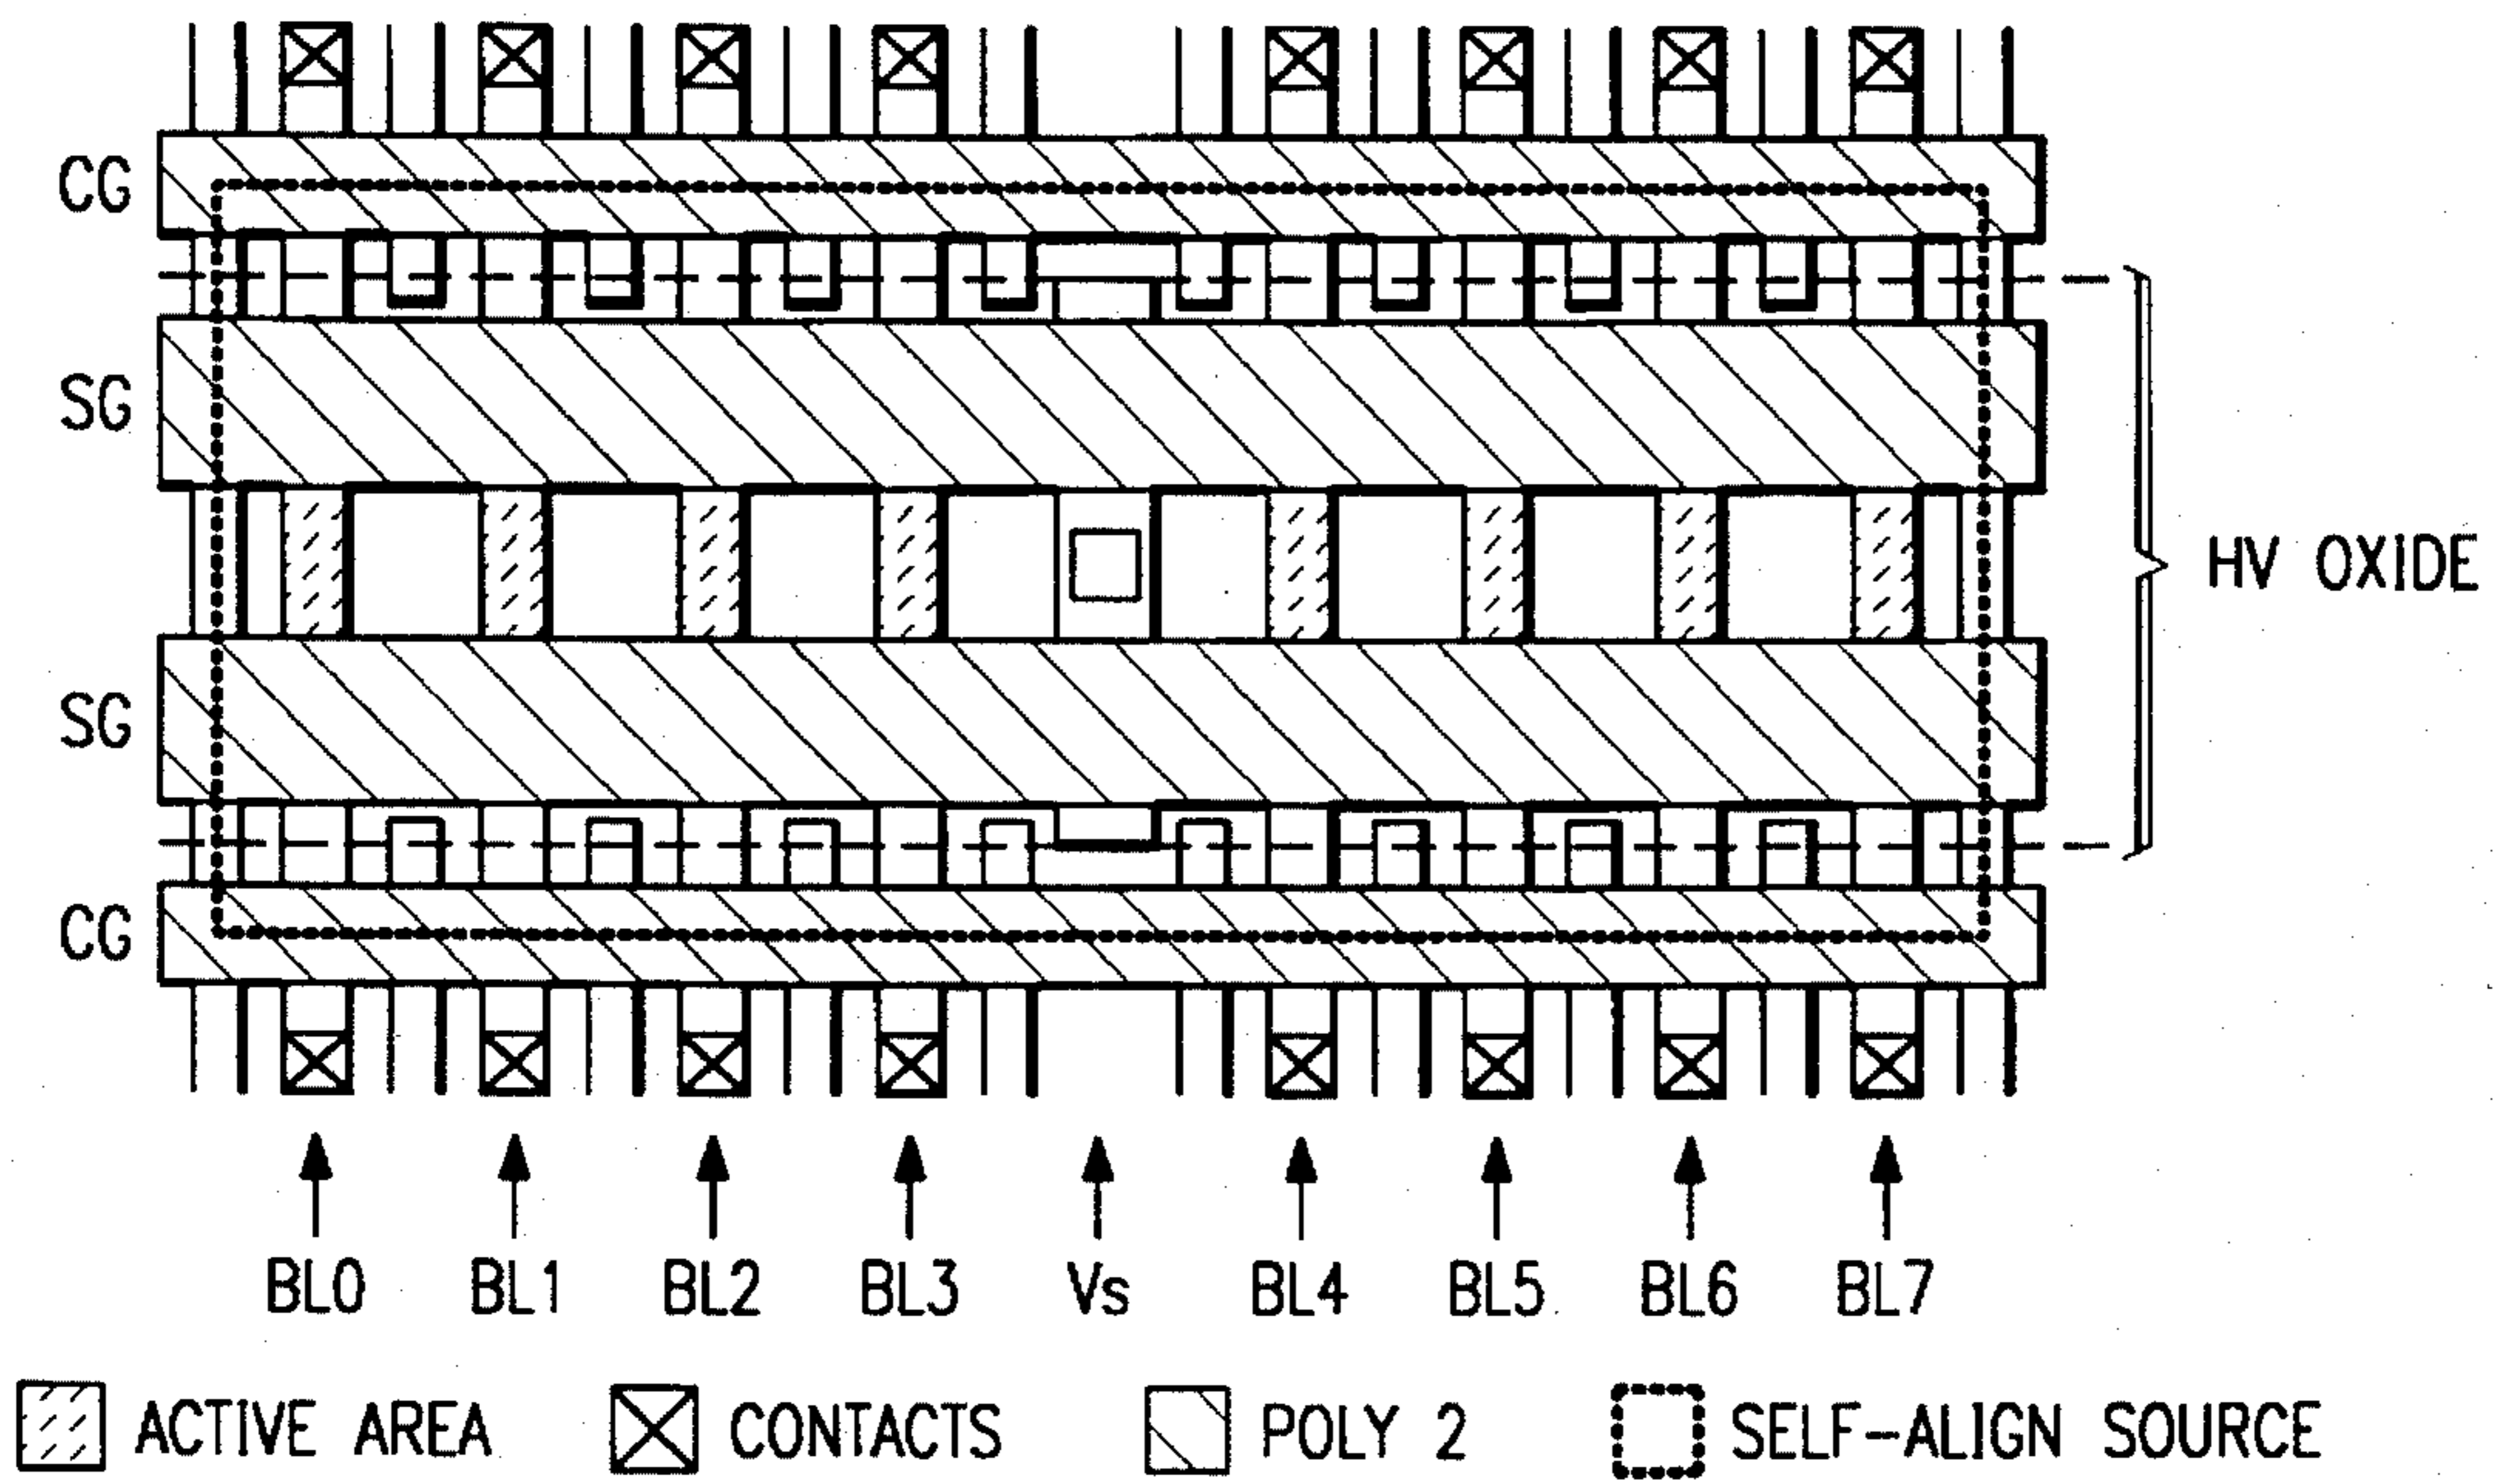 CG
SG
HV OXIDE
SG
CG
BL0 BL1 BL2 BL3 Vs BL4 BL5 BL6 BL7
ACTIVE AREA CONTACTS POLY 2 SELF-ALIGN SOURCE